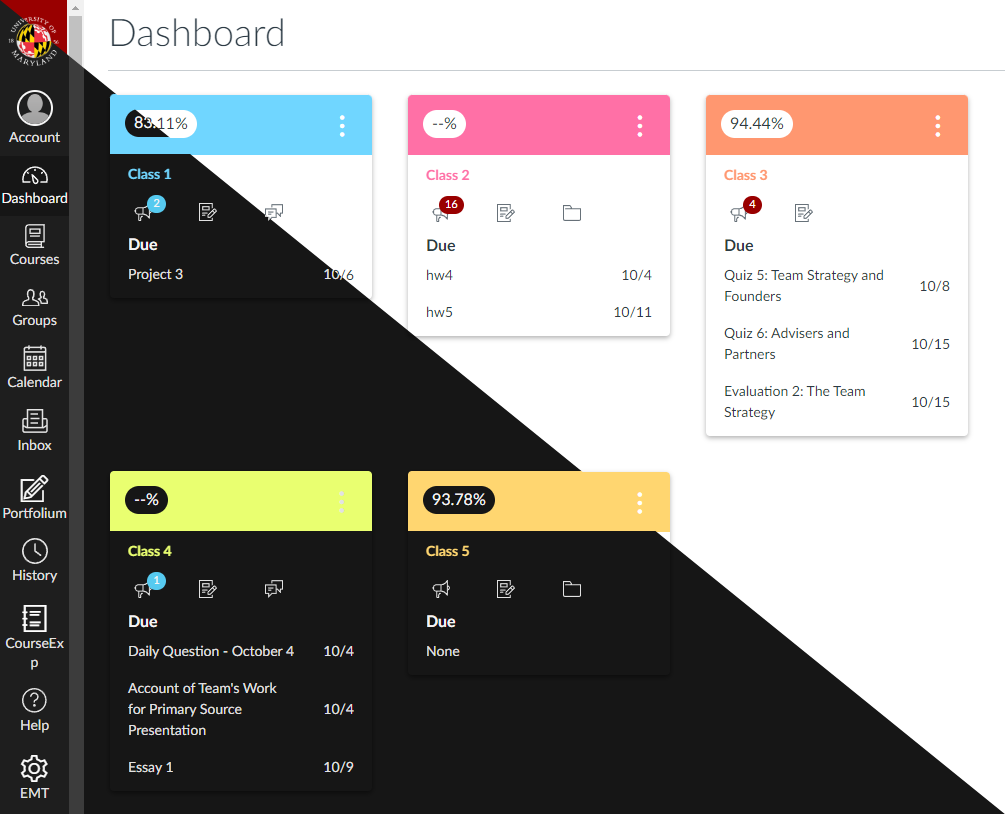 UNIVERSITY OF
18 56
MARYLAND
Account
Dashboard
Courses
Groups
Calendar
Inbox
Portfolium
History
CourseEx
p
Help
EMT
Dashboard
83.11%
Class 1
2
Due
Project 3 10/6
--%
Class 2
16
Due
hw4 10/4
hw5 10/11
94.44%
Class 3
4
Due
Quiz 5: Team Strategy and
Founders 10/8
Quiz 6: Advisers and
Partners 10/15
Evaluation 2: The Team
Strategy 10/15
--%
Class 4
1
Due
Daily Question - October 4 10/4
Account of Team's Work
for Primary Source 10/4
Presentation
Essay 1 10/9
93.78%
Class 5
Due
None